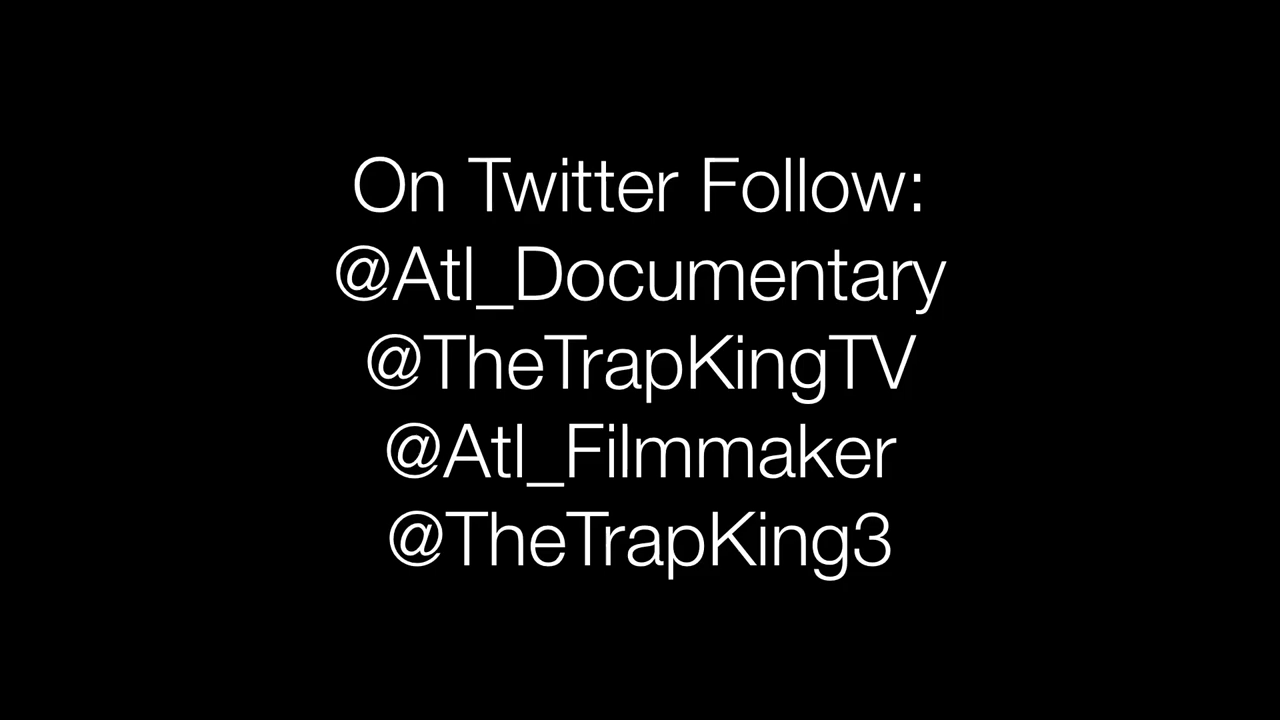 On Twitter Follow:
@Atl_Documentary
@TheTrapKingTV
@Atl_Filmmaker
@TheTrapKing3